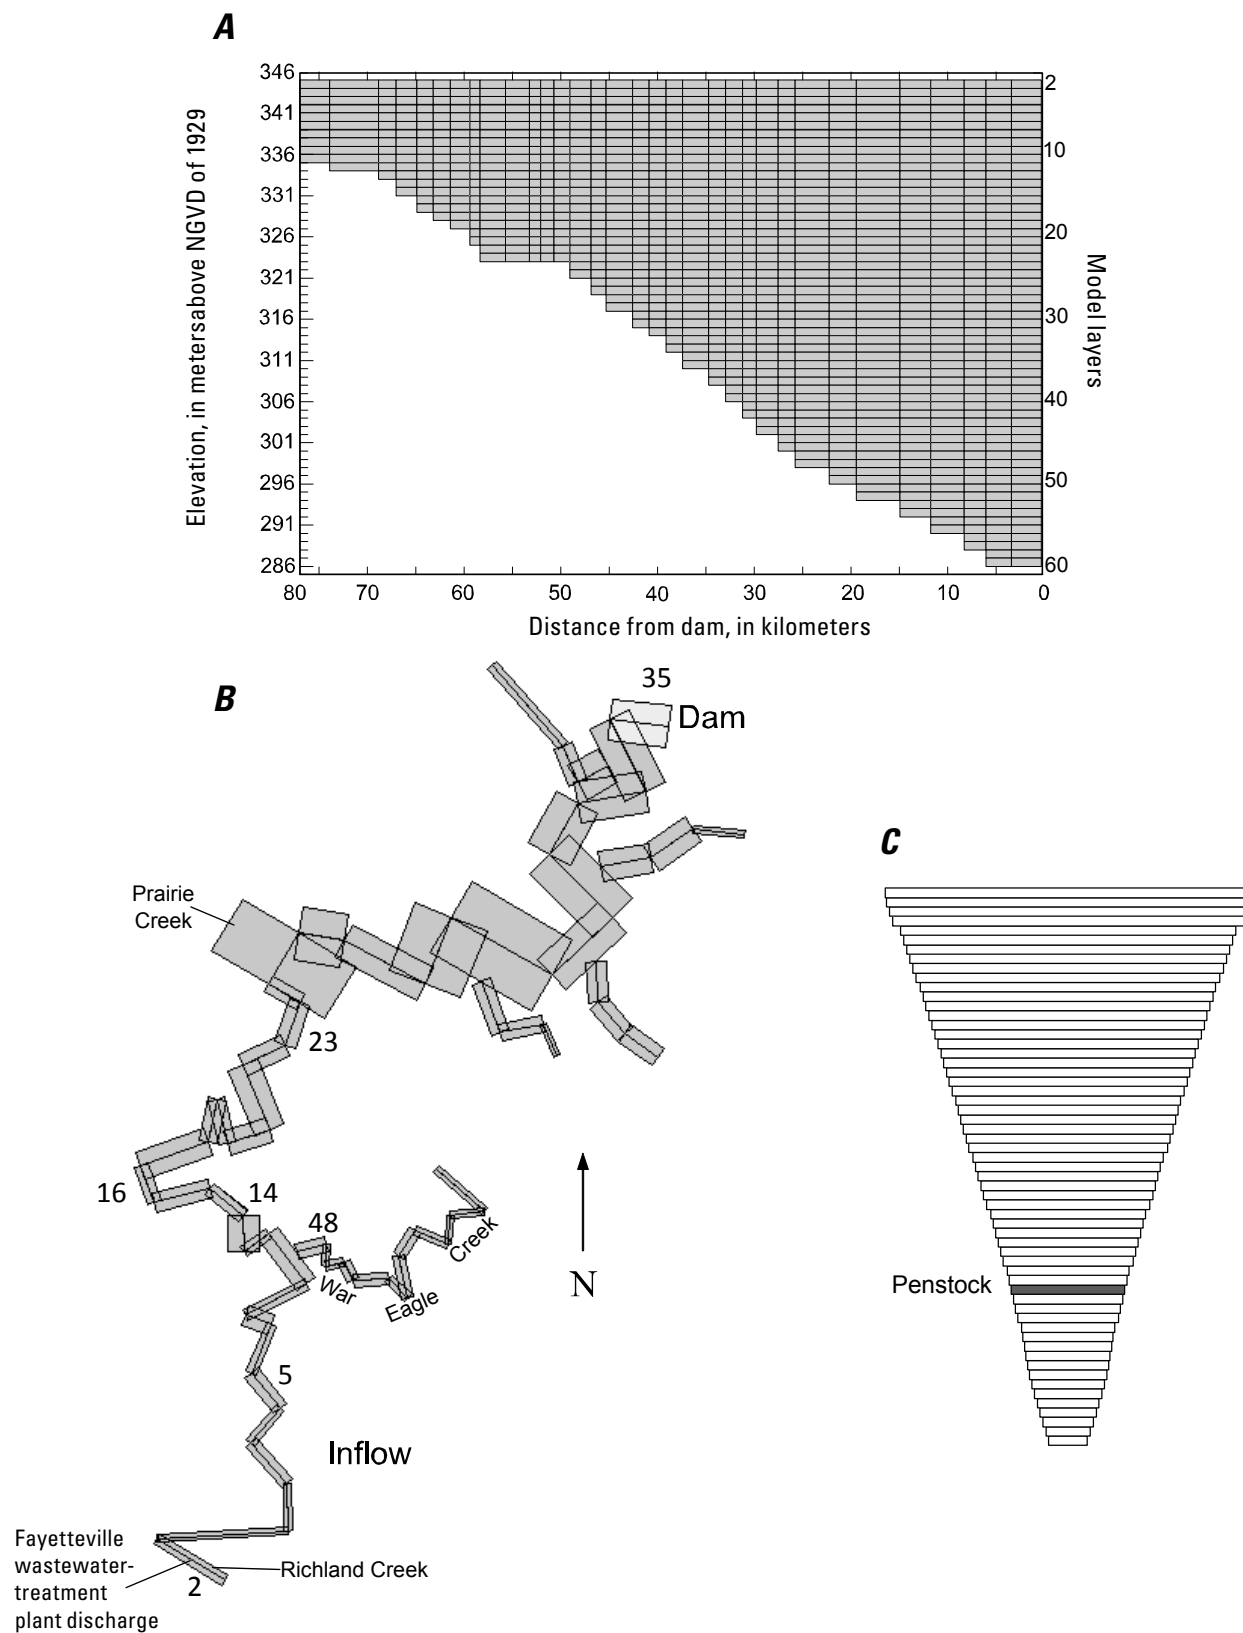 A
346
341
336
331
326
321
316
311
306
301
296
291
286
Elevation, in metersabove NGVD of 1929
2
10
20
30
40
50
60
Model layers
80
70
60
50
40
30
20
10
0
Distance from dam, in kilometers
B
35
Dam
Prairie
Creek
23
16
14
48
War
Eagle
Creek
N
5
Inflow
Fayetteville
wastewater-
treatment
plant discharge
2
Richland Creek
C
Penstock